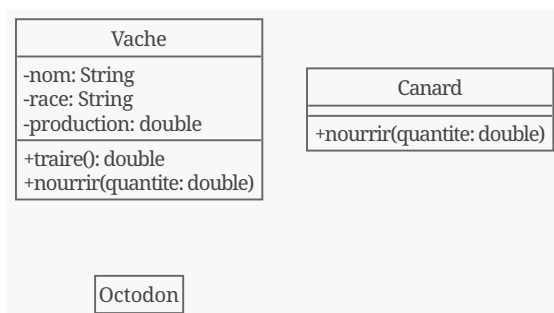 Vache
-nom: String
-race: String
-production: double
+traire(): double
+nourrir(quantite: double)
Canard
+nourrir(quantite: double)
Octodon